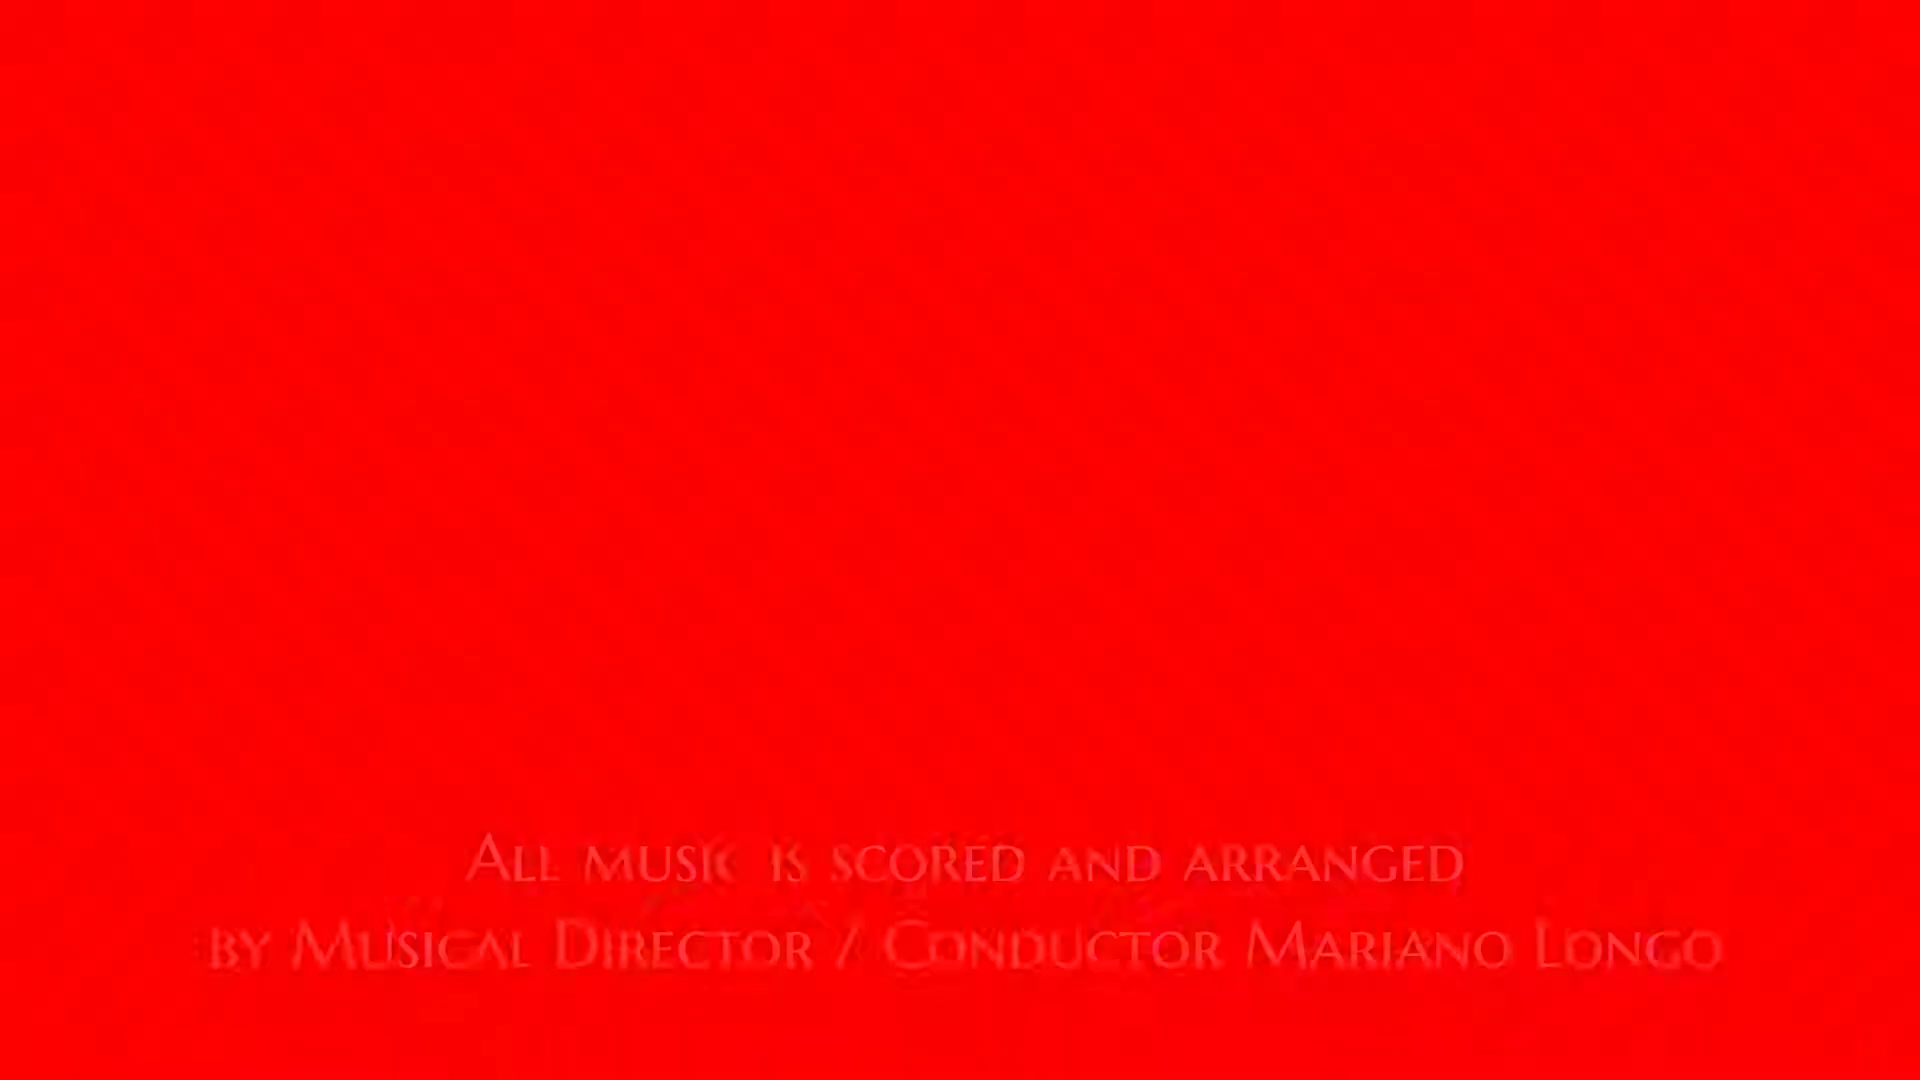 All music is scored and arranged
by Musical Director / Conductor Mariano Longo